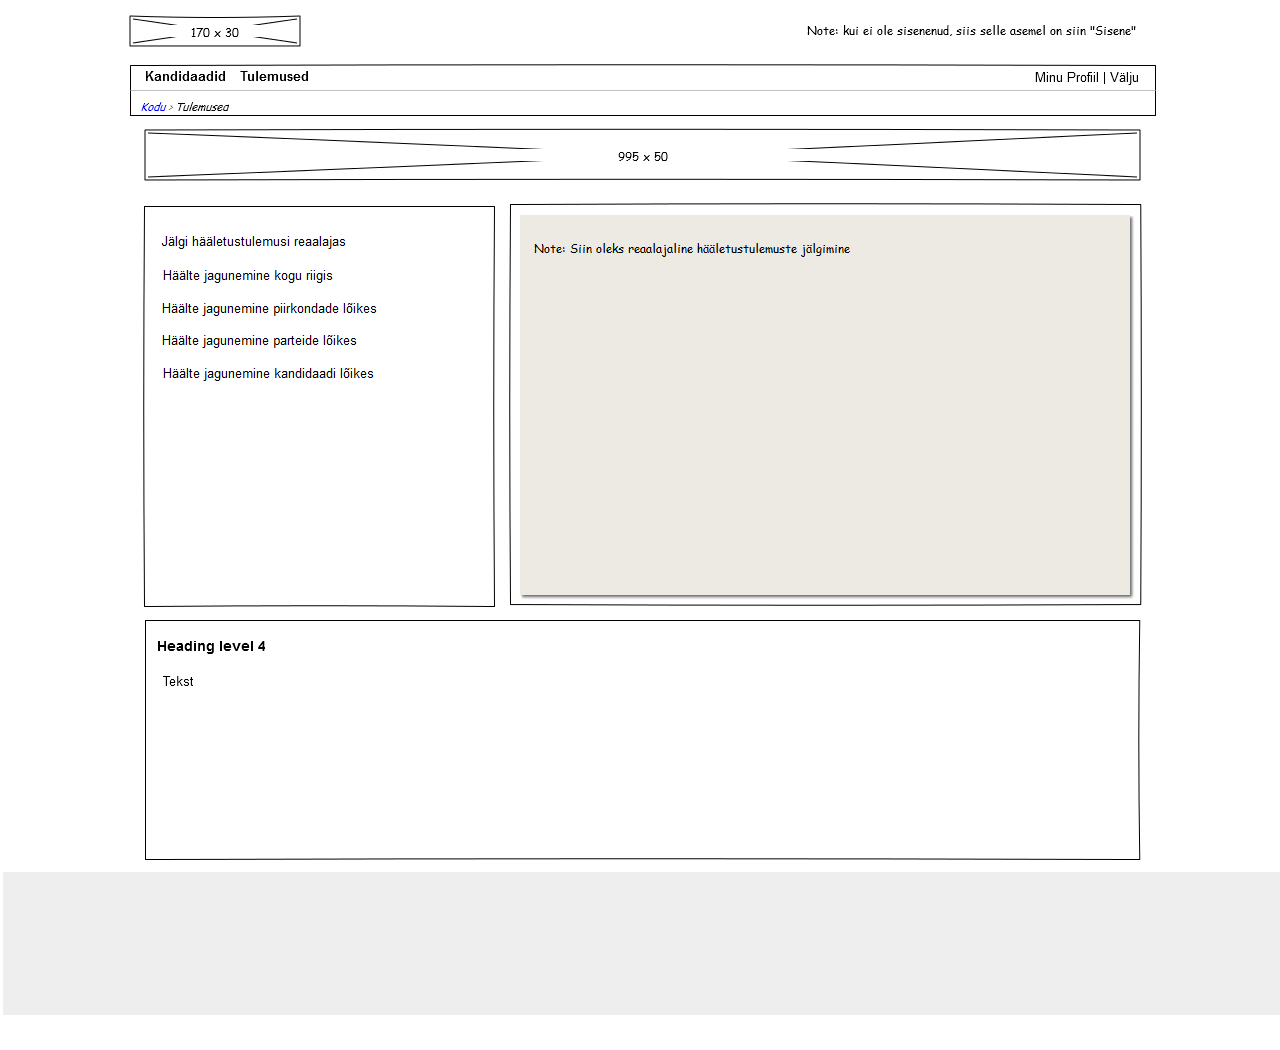 170 x 30
Note: kui ei ole sisenenud, siis selle asemel on siin "Sisene"
Kandidaadid Tulemused
Minu Profiil | Välju
Kodu > Tulemused
995 x 50
Jälgi hääletustulemusi reaalajas
Häälte jagunemine kogu riigis
Häälte jagunemine piirkondade lõikes
Häälte jagunemine parteide lõikes
Häälte jagunemine kandidaadi lõikes
Note: Siin oleks reaalajaline hääletustulemuste jälgimine
Heading level 4
Tekst